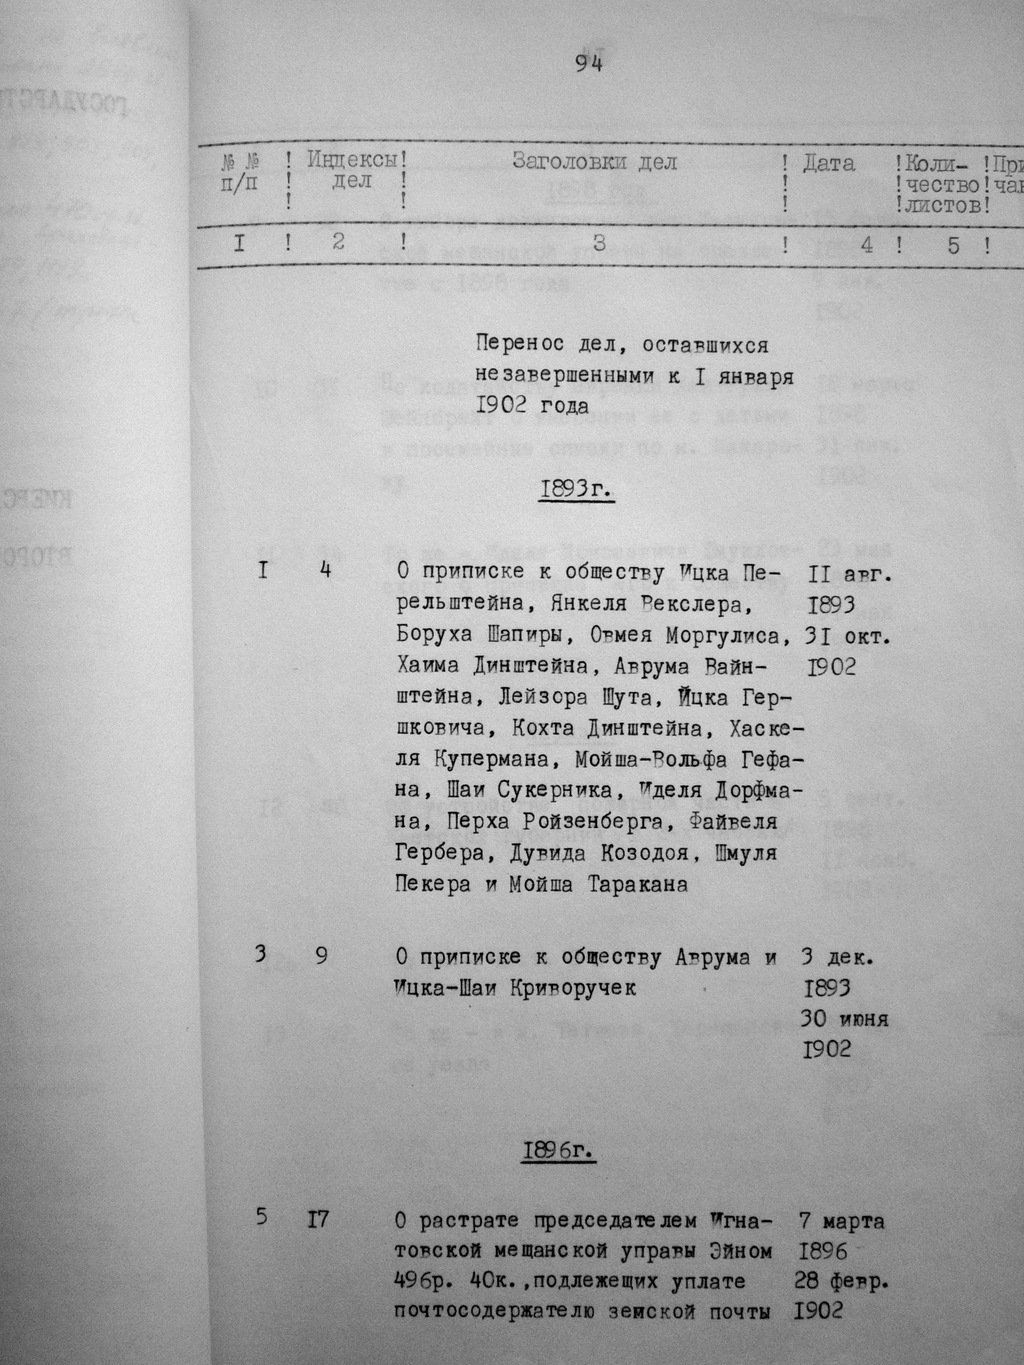 94
№ № ! Индексы! Заголовки дел ! Дата !Коли- !При
п/п ! дел ! ! !чество!чан
! ! ! !листов!
I ! 2 ! 3 ! 4 ! 5 !
Перенос дел, оставшихся
незавершенными к I января
I902 года
I893г.
I 4 О приписке к обществу Ицка Пе- II авг.
рельштейна, Янкеля Векслера, I893
Боруха Шапиры, Овмея Моргулиса, 31 окт.
Хаима Динштейна, Аврума Вайн- I902
штейна, Лейзора Шута, Ицка Гер-
шковича, Кохта Динштейна, Хаске-
ля Купермана, Мойша-Вольфа Гефа-
на, Шаи Сукерника, Иделя Дорфма-
на, Перха Ройзенберга, Файвеля
Гербера, Дувида Козодоя, Шмуля
Пекера и Мойша Таракана
3 9 О приписке к обществу Аврума и 3 дек.
Ицка-Шаи Криворучек I893
30 июня
I902
I896г.
5 I7 О растрате председателем Игна- 7 марта
товской мещанской управы Эйном I896
496р. 40к.,подлежещих уплате 28 февр.
почтосодержателю земской почты I902